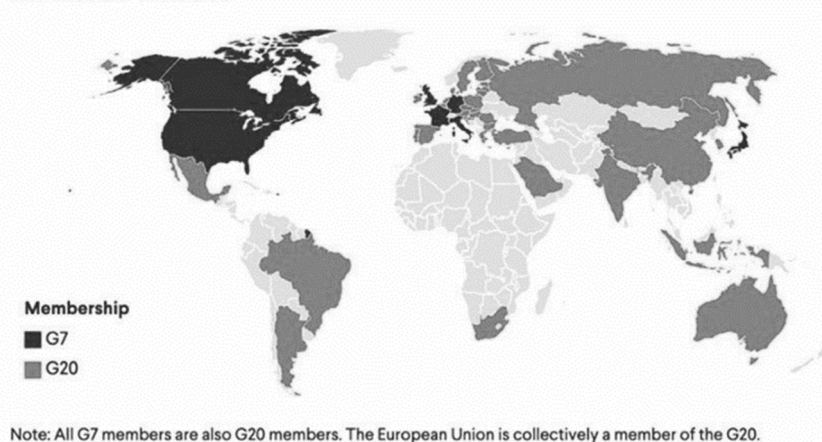 Membership
G7
G20
Note: All G7 members are also G20 members. The European Union is collectively a member of the G20.